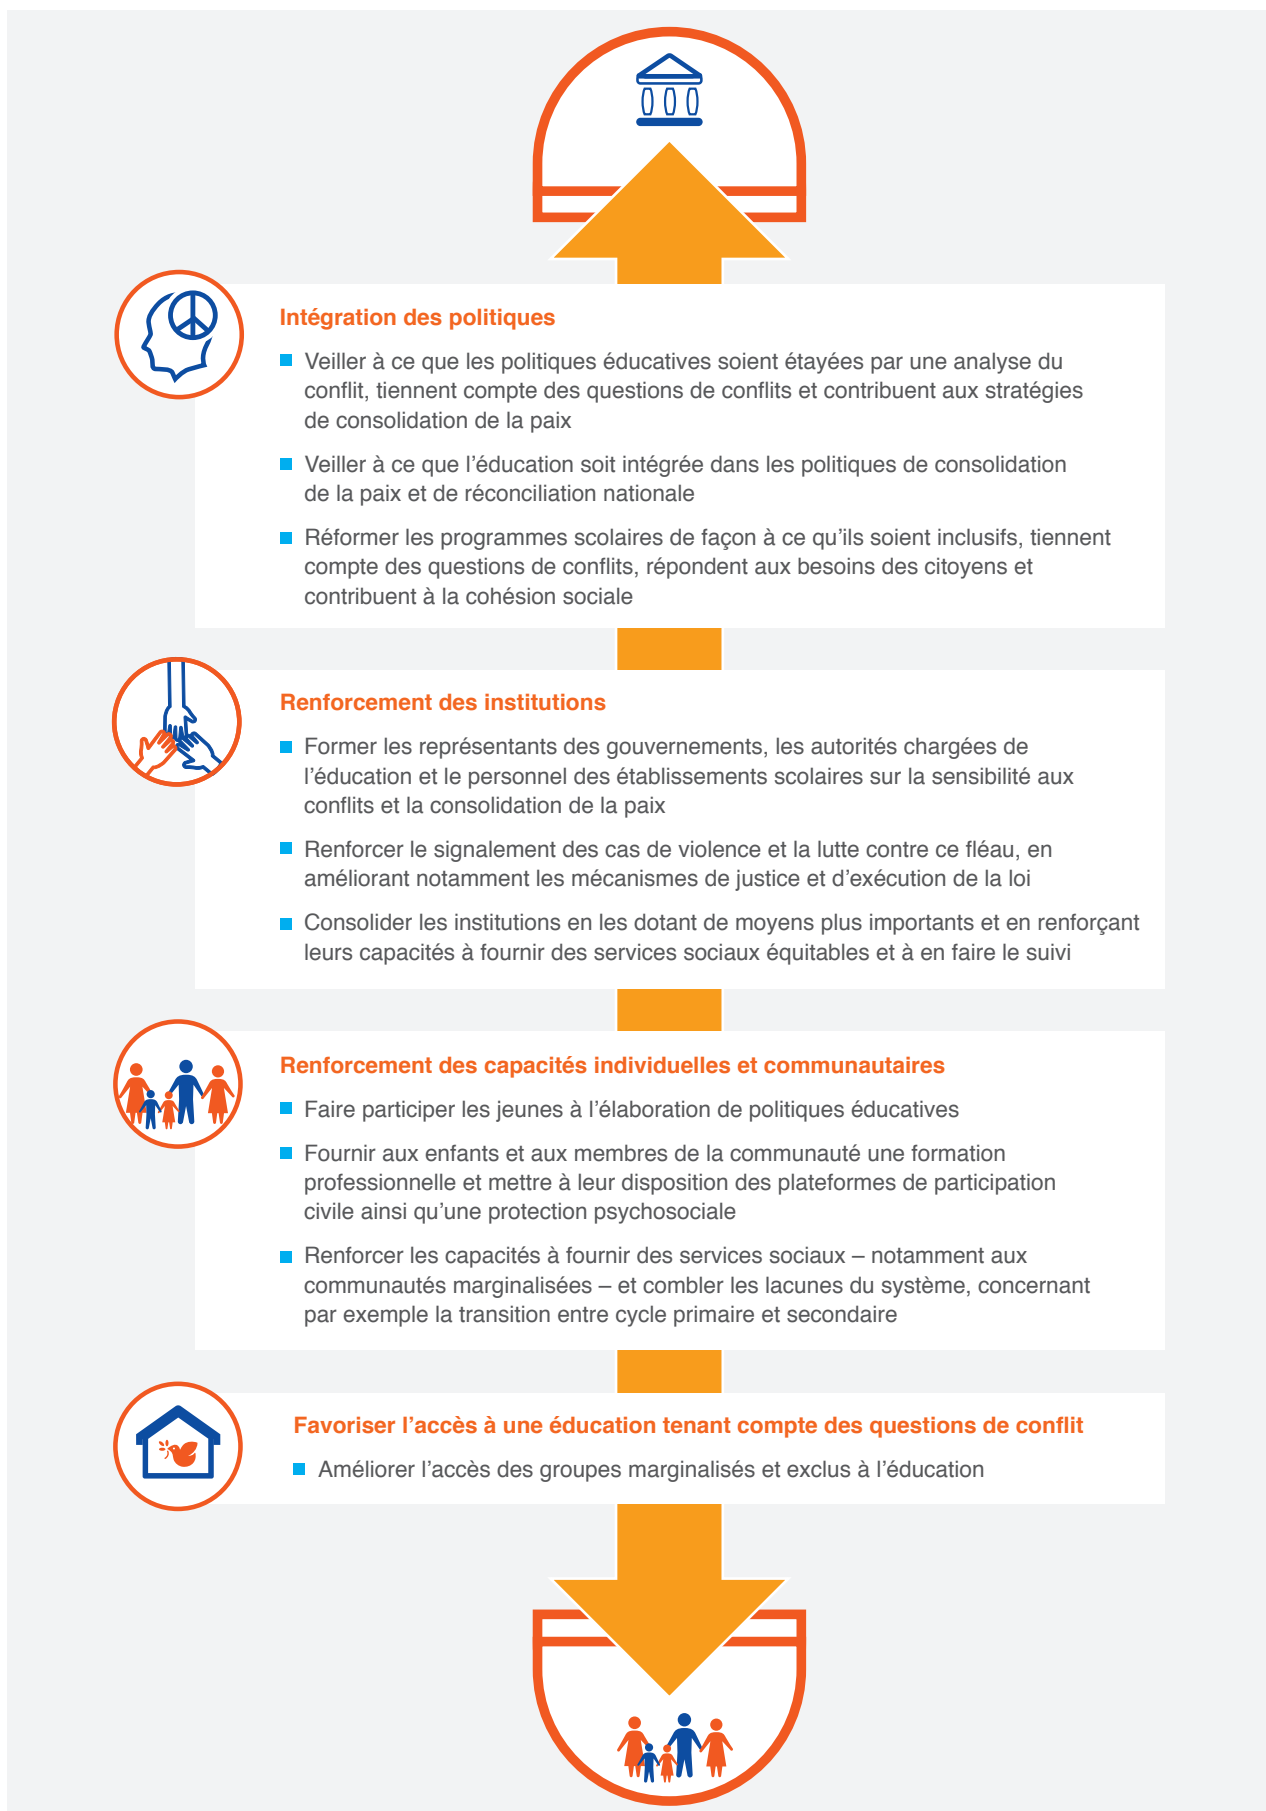 Intégration des politiques
Veiller à ce que les politiques éducatives soient étayées par une analyse du
conflit, tiennent compte des questions de conflits et contribuent aux stratégies
de consolidation de la paix
Veiller à ce que l’éducation soit intégrée dans les politiques de consolidation
de la paix et de réconciliation nationale
Réformer les programmes scolaires de façon à ce qu’ils soient inclusifs, tiennent
compte des questions de conflits, répondent aux besoins des citoyens et
contribuent à la cohésion sociale
Renforcement des institutions
Former les représentants des gouvernements, les autorités chargées de
l’éducation et le personnel des établissements scolaires sur la sensibilité aux
conflits et la consolidation de la paix
Renforcer le signalement des cas de violence et la lutte contre ce fléau, en
améliorant notamment les mécanismes de justice et d’exécution de la loi
Consolider les institutions en les dotant de moyens plus importants et en renforçant
leurs capacités à fournir des services sociaux équitables et à en faire le suivi
Renforcement des capacités individuelles et communautaires
Faire participer les jeunes à l’élaboration de politiques éducatives
Fournir aux enfants et aux membres de la communauté une formation
professionnelle et mettre à leur disposition des plateformes de participation
civile ainsi qu’une protection psychosociale
Renforcer les capacités à fournir des services sociaux – notamment aux
communautés marginalisées – et combler les lacunes du système, concernant
par exemple la transition entre cycle primaire et secondaire
Favoriser l’accès à une éducation tenant compte des questions de conflit
Améliorer l’accès des groupes marginalisés et exclus à l’éducation